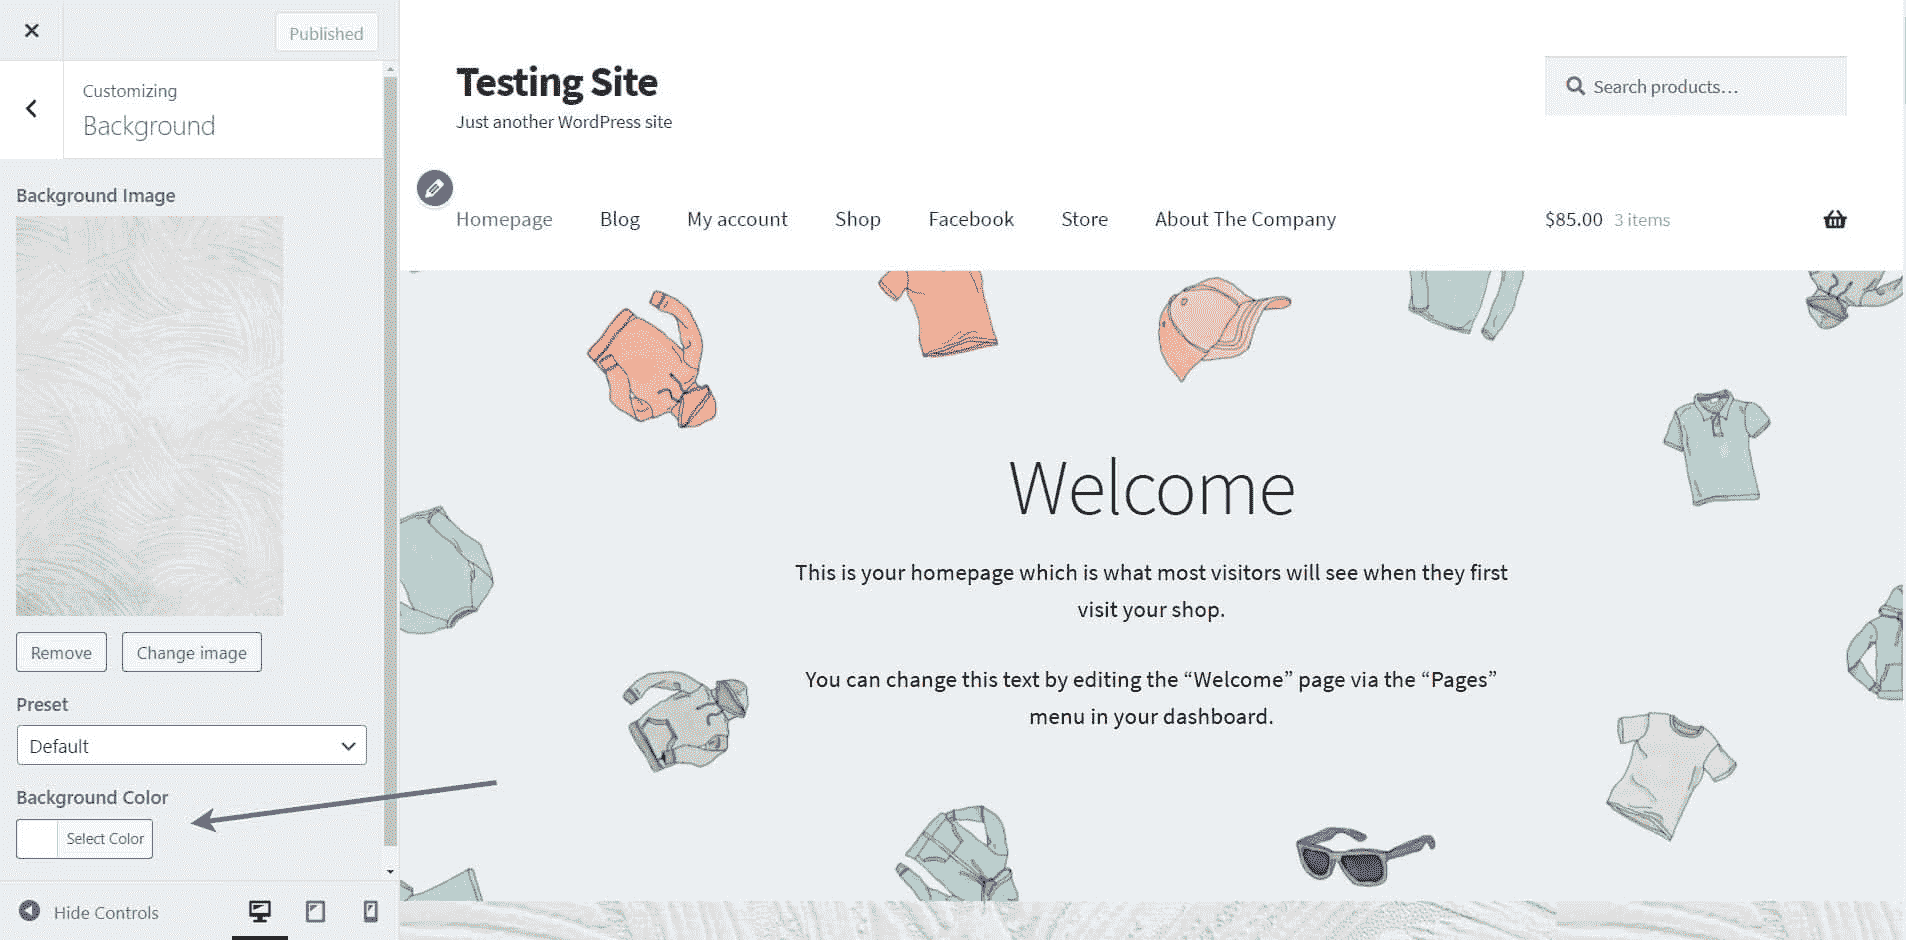 Published
Customizing
Background
Background Image
Remove
Change image
Preset
Default
Background Color
Select Color
Hide Controls
Testing Site
Just another WordPress site
Search products…
Homepage Blog My account Shop Facebook Store About The Company
$85.00 3 items
Welcome
This is your homepage which is what most visitors will see when they first
visit your shop.
You can change this text by editing the “Welcome” page via the “Pages”
menu in your dashboard.